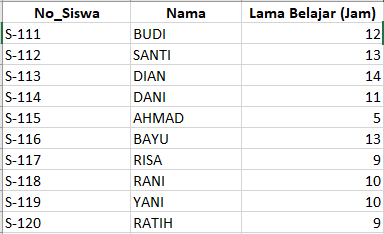 No_Siswa Nama Lama Belajar (Jam)
S-111 BUDI 12
S-112 SANTI 13
S-113 DIAN 14
S-114 DANI 11
S-115 AHMAD 5
S-116 BAYU 13
S-117 RISA 9
S-118 RANI 10
S-119 YANI 10
S-120 RATIH 9